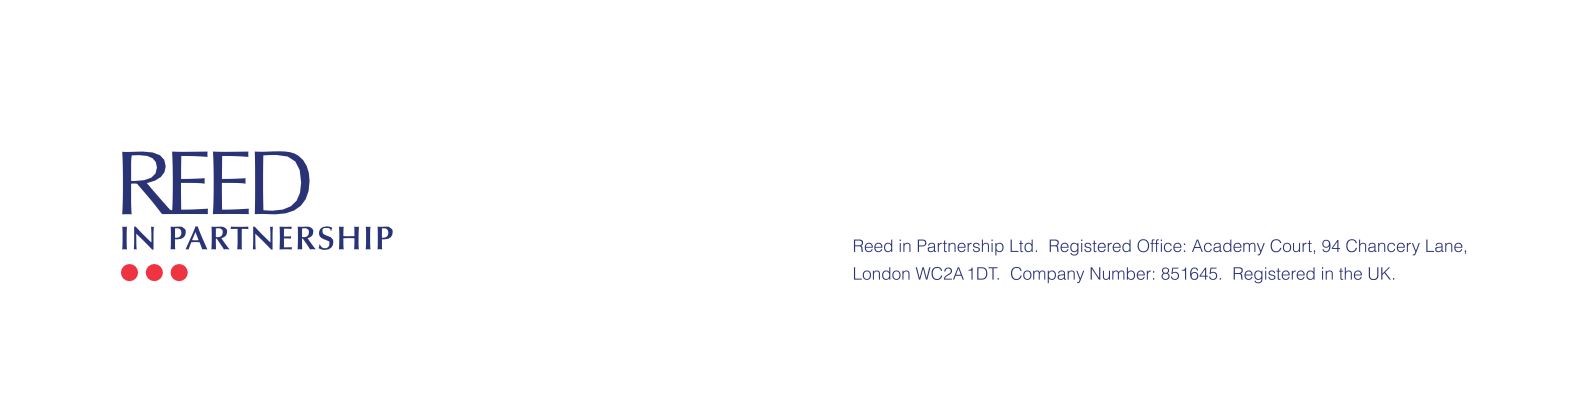 REED
IN PARTNERSHIP
Reed in Partnership Ltd.  Registered Office: Academy Court, 94 Chancery Lane,
London WC2A 1DT.  Company Number: 851645.  Registered in the UK.